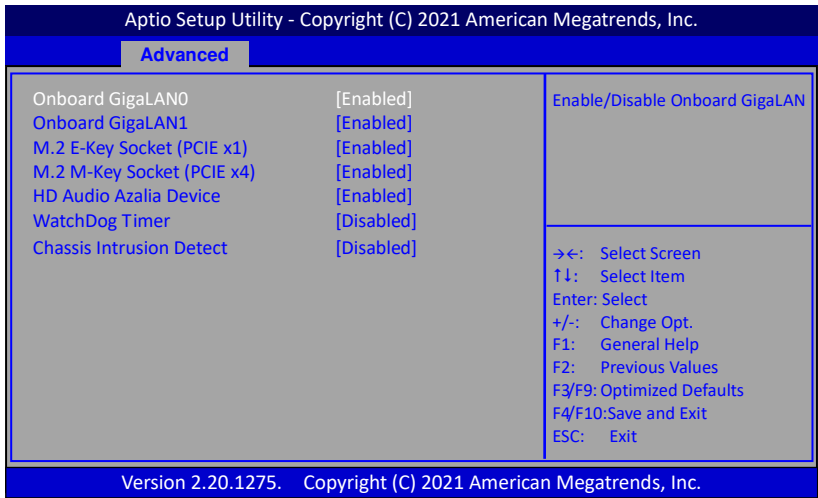 Aptio Setup Utility - Copyright (C) 2021 American Megatrends, Inc.
Advanced
Onboard GigaLAN0 [Enabled]
Onboard GigaLAN1 [Enabled]
M.2 E-Key Socket (PCIE x1) [Enabled]
M.2 M-Key Socket (PCIE x4) [Enabled]
HD Audio Azalia Device [Enabled]
WatchDog Timer [Disabled]
Chassis Intrusion Detect [Disabled]
Enable/Disable Onboard GigaLAN
→←: Select Screen
↑↓: Select Item
Enter: Select
+/-: Change Opt.
F1: General Help
F2: Previous Values
F3/F9: Optimized Defaults
F4/F10:Save and Exit
ESC: Exit
Version 2.20.1275. Copyright (C) 2021 American Megatrends, Inc.